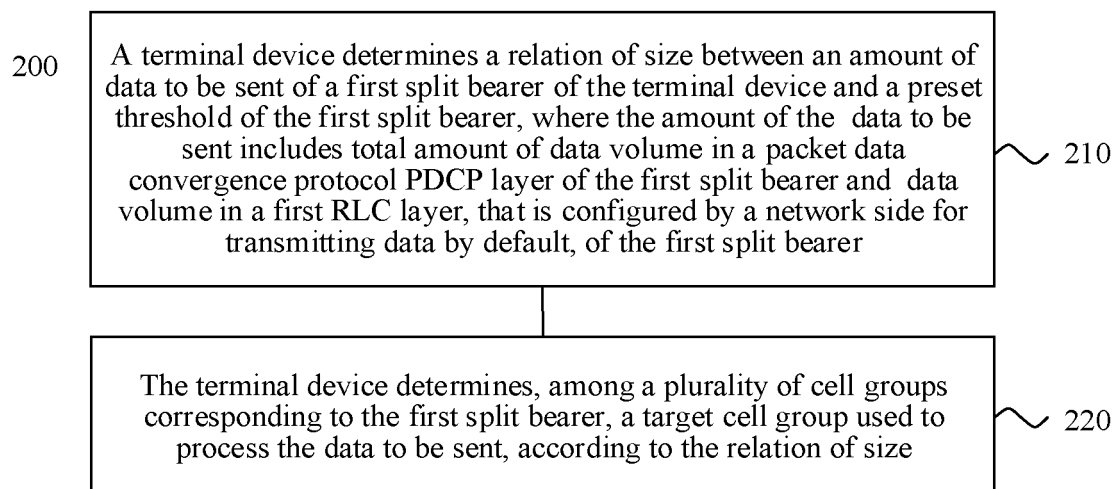 200
A terminal device determines a relation of size between an amount of
data to be sent of a first split bearer of the terminal device and a preset
threshold of the first split bearer, where the amount of the data to be
sent includes total amount of data volume in a packet data
convergence protocol PDCP layer of the first split bearer and data
volume in a first RLC layer, that is configured by a network side for
transmitting data by default, of the first split bearer
210
The terminal device determines, among a plurality of cell groups
corresponding to the first split bearer, a target cell group used to
process the data to be sent, according to the relation of size
220